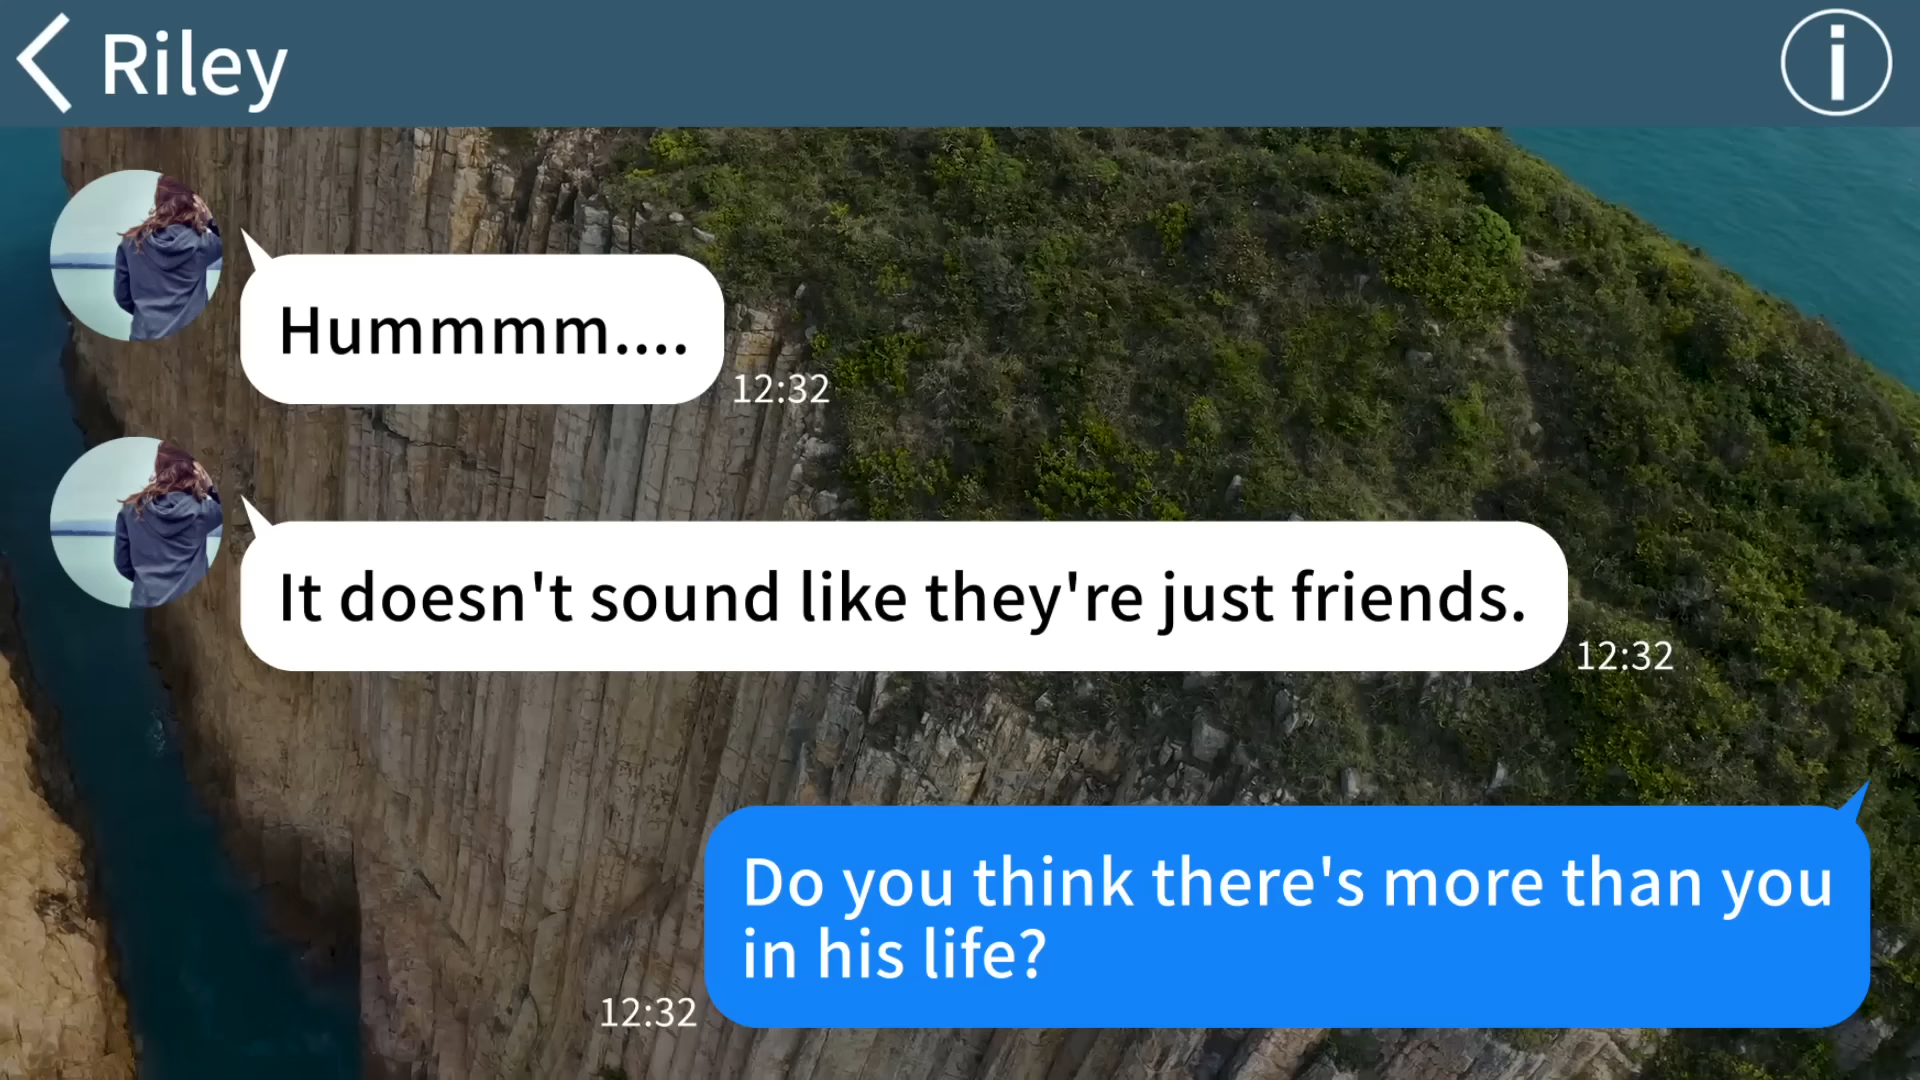 Riley
Hummmm....
12:32
It doesn't sound like they're just friends.
12:32
Do you think there's more than you
in his life?
12:32